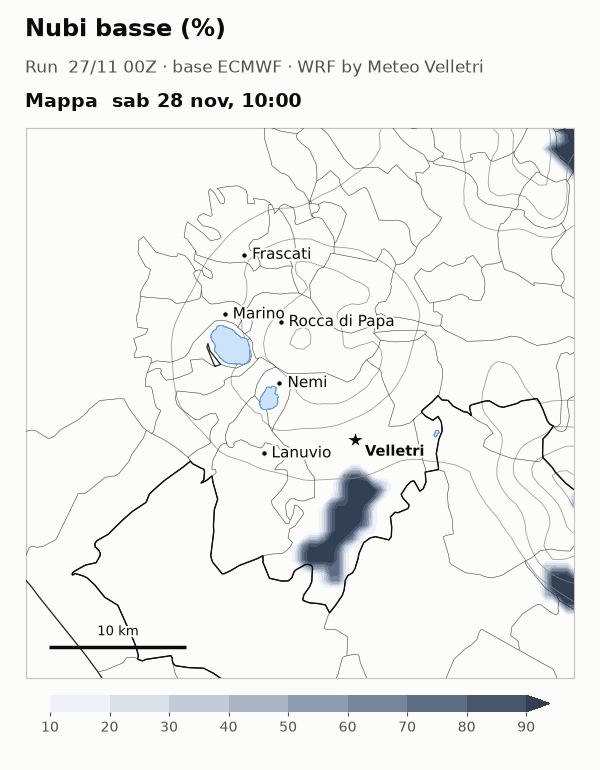 Nubi basse (%)
Run 27/11 00Z · base ECMWF · WRF by Meteo Velletri
Mappa sab 28 nov, 10:00
Frascati
Marino
Rocca di Papa
Nemi
Velletri
Lanuvio
10 km
10 20 30 40 50 60 70 80 90